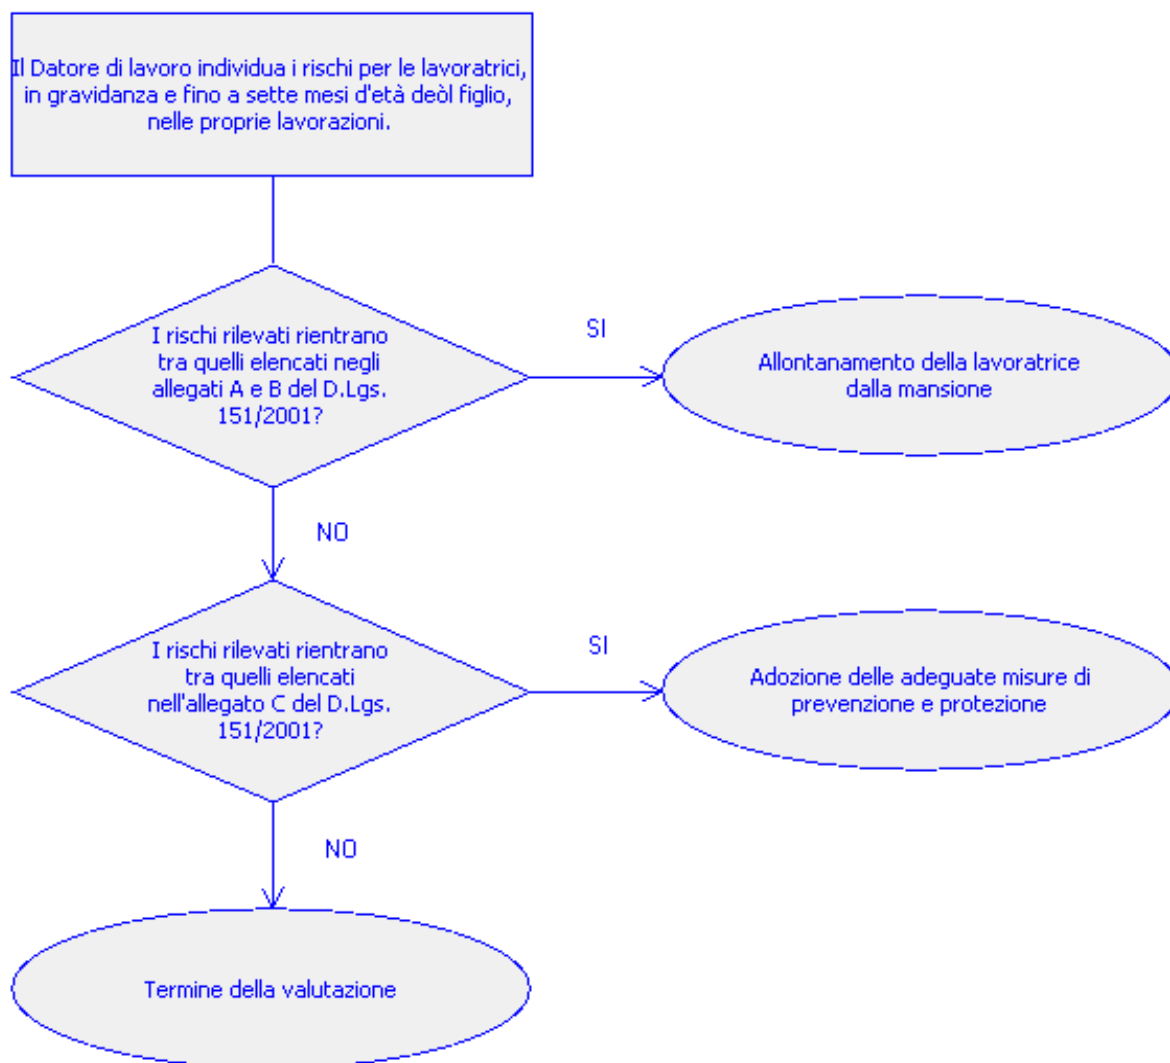 Il Datore di lavoro individua i rischi per le lavoratrici,
in gravidanza e fino a sette mesi d'età deòl figlio,
nelle proprie lavorazioni.
I rischi rilevati rientrano
tra quelli elencati negli
allegati A e B del D.Lgs.
151/2001?
SI
Allontanamento della lavoratrice
dalla mansione
NO
I rischi rilevati rientrano
tra quelli elencati
nell'allegato C del D.Lgs.
151/2001?
SI
Adozione delle adeguate misure di
prevenzione e protezione
NO
Termine della valutazione